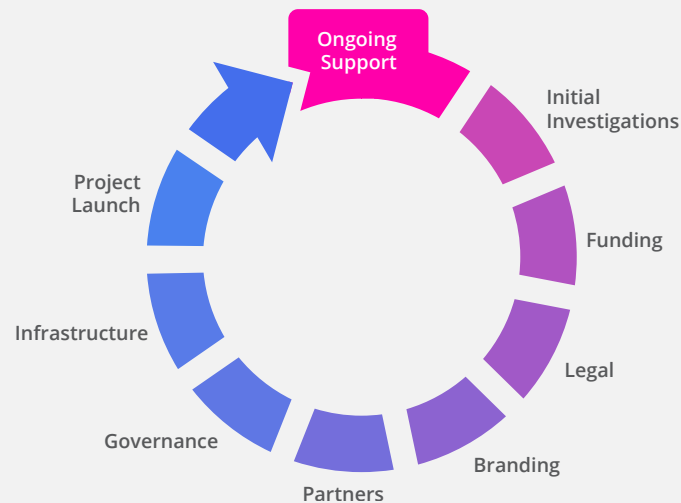 Ongoing
Support
Initial
Investigations
Funding
Legal
Branding
Partners
Governance
Infrastructure
Project
Launch